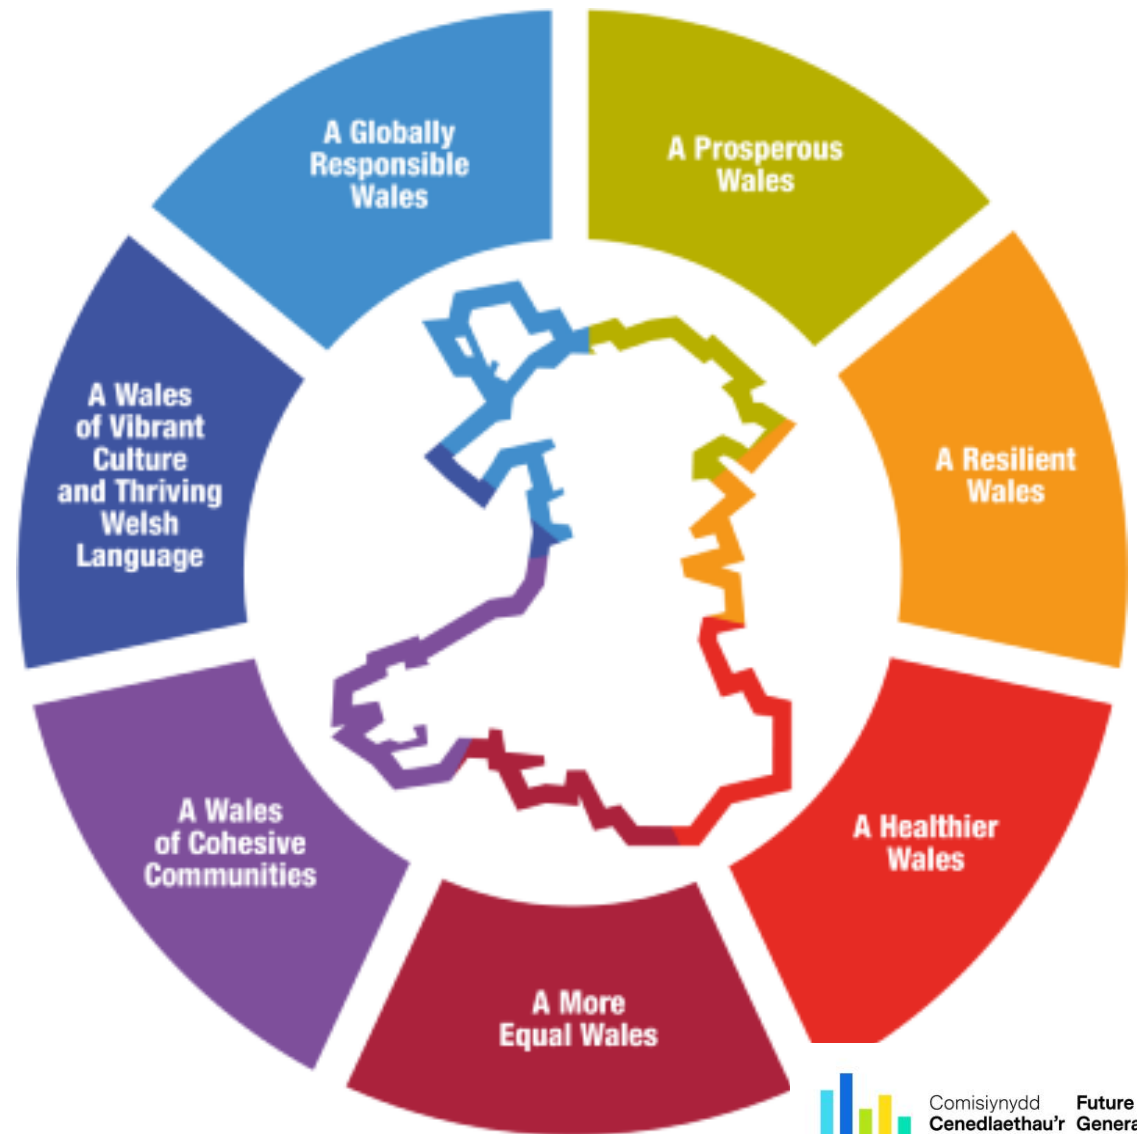 A Globally
Responsible
Wales
A Prosperous
Wales
A Resilient
Wales
A Healthier
Wales
A More
Equal Wales
A Wales
of Cohesive
Communities
A Wales
of Vibrant
Culture
and Thriving
Welsh
Language
Comisiynydd
Cenedlaethau'r
Future